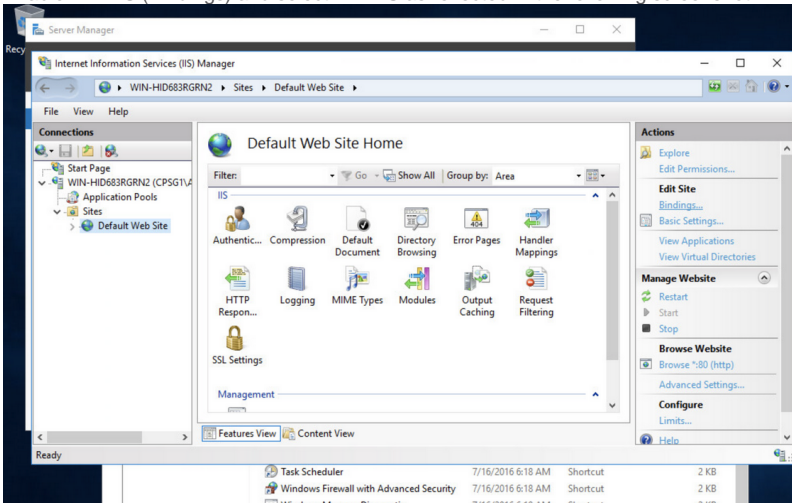 Recy
Server Manager
Internet Information Services (IIS) Manager
WIN-HID683RGRN2 Sites Default Web Site
File View Help
Connections
Start Page
WIN-HID683RGRN2 (CPSG1\A
Application Pools
Sites
Default Web Site
Default Web Site Home
Filter: Go Show All Group by: Area
IIS
Authentic... Compression Default Document Directory Browsing Error Pages Handler Mappings
404
HTTP Respon... Logging MIME Types Modules Output Caching Request Filtering
SSL Settings
Management
Features View Content View
Actions
Explore
Edit Permissions...
Edit Site
Bindings...
Basic Settings...
View Applications
View Virtual Directories
Manage Website
Restart
Start
Stop
Browse Website
Browse *:80 (http)
Advanced Settings...
Configure
Limits...
Help
Ready
Task Scheduler 7/16/2016 6:18 AM Shortcut 2 KB
Windows Firewall with Advanced Security 7/16/2016 6:18 AM Shortcut 2 KB